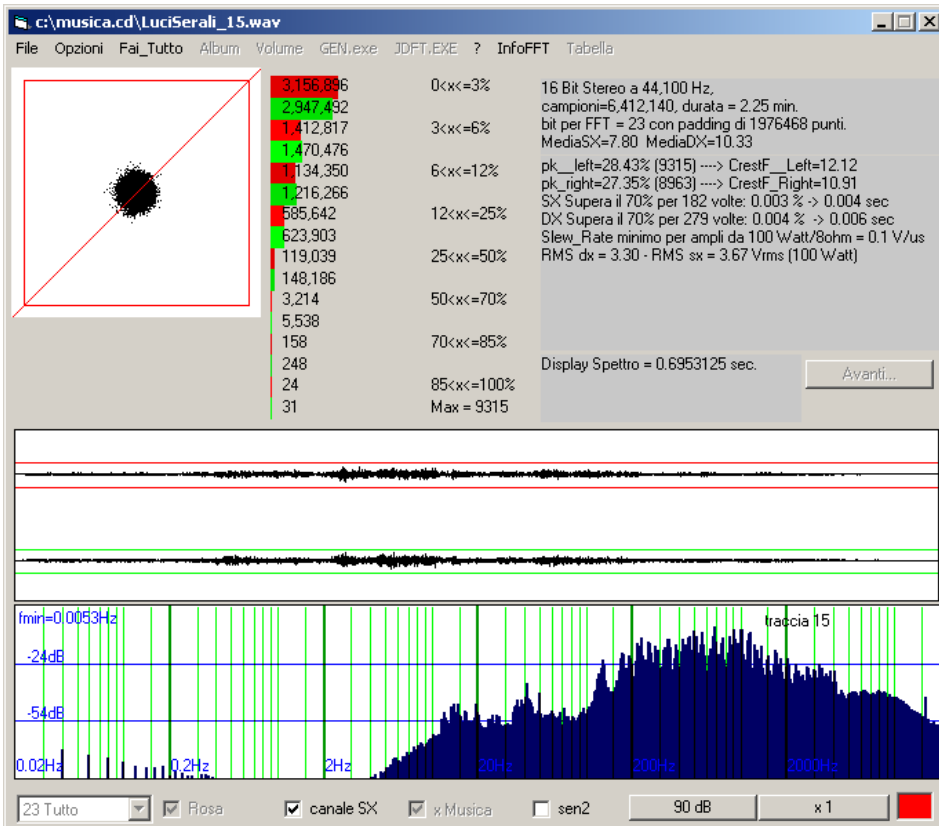 c:\musica.cd\LuciSerali_15.wav
File Opzioni Fai_Tutto Album Volume GEN.exe JDFT.EXE ? InfoFFT Tabella
3,156,896 0<x<=3%
2,947,492
1,412,817 3<x<=6%
1,470,476
1,134,350 6<x<=12%
1,216,266
585,642 12<x<=25%
623,903
119,039 25<x<=50%
148,186
3,214 50<x<=70%
5,538
158 70<x<=85%
248
24 85<x<=100%
31 Max = 9315
16 Bit Stereo a 44,100 Hz,
campioni=6,412,140, durata = 2.25 min.
bit per FFT = 23 con padding di 1976468 punti.
MediaSX=7.80 MediaDX=10.33
pk__left=28.43% (9315) ----> CrestF__Left=12.12
pk_right=27.35% (8963) ----> CrestF_Right=10.91
SX Supera il 70% per 182 volte: 0.003 % -> 0.004 sec
DX Supera il 70% per 279 volte: 0.004 % -> 0.006 sec
Slew_Rate minimo per ampli da 100 Watt/8ohm = 0.1 V/us
RMS dx = 3.30 - RMS sx = 3.67 Vrms (100 Watt)
Display Spettro = 0.6953125 sec.
Avanti...
fmin=0.0053Hz
traccia 15
-24dB
-54dB
0.02Hz 0.2Hz 2Hz 20Hz 200Hz 2000Hz
23 Tutto Rosa canale SX x Musica sen2 90 dB x 1